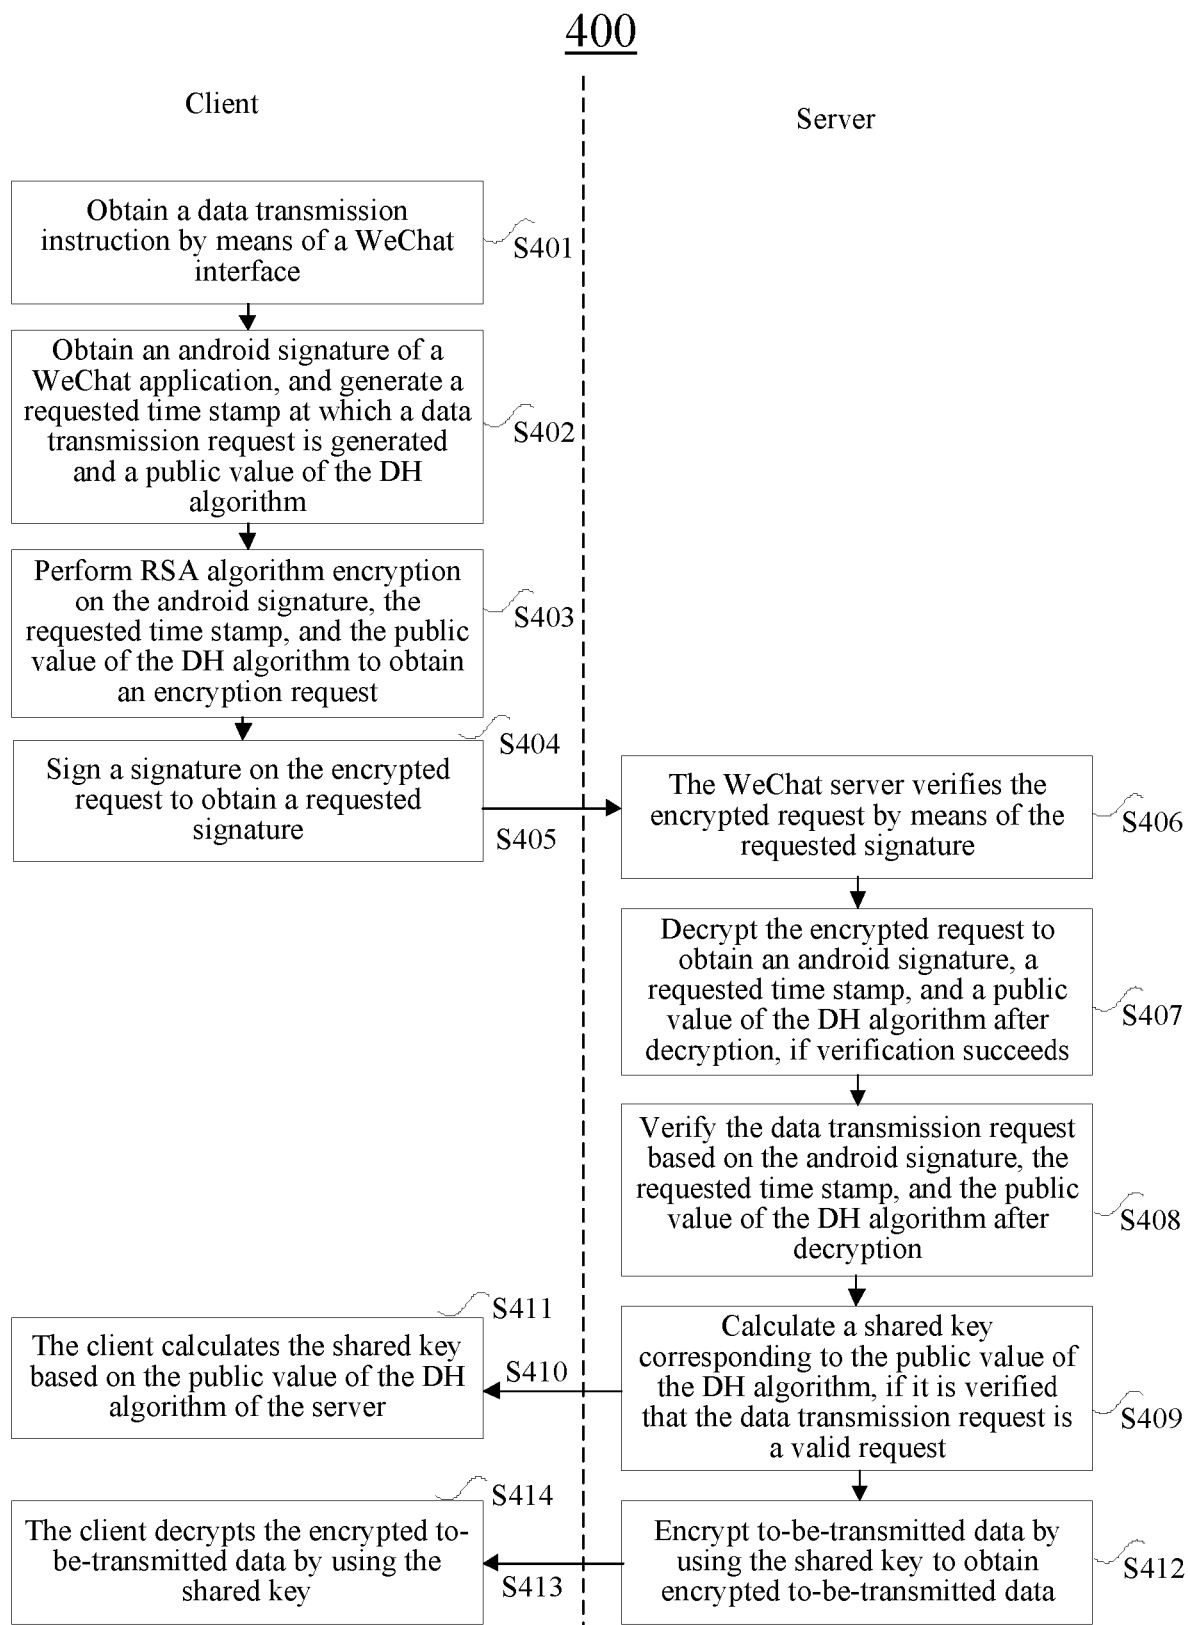 400
Client
Server
Obtain a data transmission
instruction by means of a WeChat
interface
S401
Obtain an android signature of a
WeChat application, and generate a
requested time stamp at which a data
transmission request is generated
and a public value of the DH
algorithm
S402
Perform RSA algorithm encryption
on the android signature, the
requested time stamp, and the public
value of the DH algorithm to obtain
an encryption request
S403
Sign a signature on the encrypted
request to obtain a requested
signature
S404
S405
The WeChat server verifies the
encrypted request by means of the
requested signature
S406
Decrypt the encrypted request to
obtain an android signature, a
requested time stamp, and a public
value of the DH algorithm after
decryption, if verification succeeds
S407
Verify the data transmission request
based on the android signature, the
requested time stamp, and the public
value of the DH algorithm after
decryption
S408
Calculate a shared key
corresponding to the public value of
the DH algorithm, if it is verified
that the data transmission request is
a valid request
S409
S410
S411
The client calculates the shared key
based on the public value of the DH
algorithm of the server
Encrypt to-be-transmitted data by
using the shared key to obtain
encrypted to-be-transmitted data
S412
S413
S414
The client decrypts the encrypted to-
be-transmitted data by using the
shared key